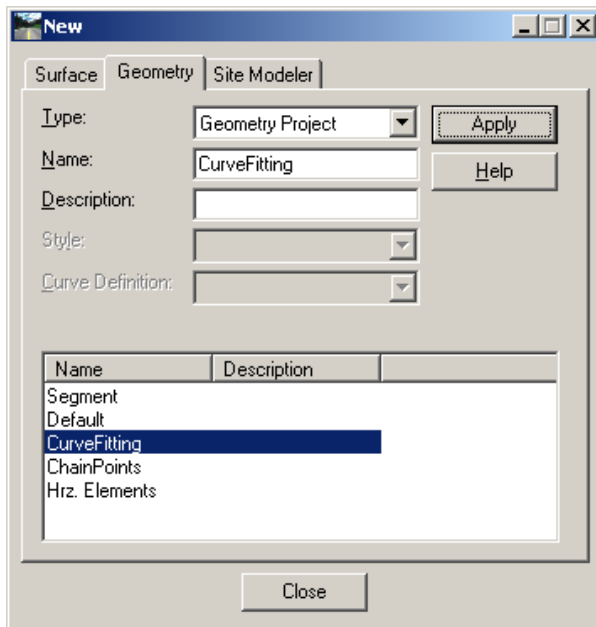 New
Surface Geometry Site Modeler
Type: Geometry Project Apply
Name: CurveFitting Help
Description:
Style:
Curve Definition:
Name Description
Segment
Default
CurveFitting
ChainPoints
Hrz. Elements
Close